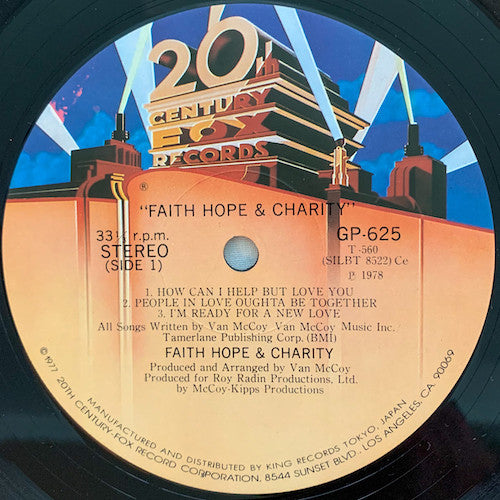 20th
CENTURY
FOX
RECORDS
®
"FAITH HOPE & CHARITY"
33⅓ r.p.m.
STEREO
(SIDE 1)
GP-625
T-560
(SILBT 8522) Ce
℗ 1978
1. HOW CAN I HELP BUT LOVE YOU
2. PEOPLE IN LOVE OUGHTA BE TOGETHER
3. I'M READY FOR A NEW LOVE
All Songs Written by Van McCoy Van McCoy Music Inc.
Tamerlane Publishing Corp. (BMI)
FAITH HOPE & CHARITY
Produced and Arranged by Van McCoy
Produced for Roy Radin Productions, Ltd.
by McCoy-Kipps Productions
© 1977 20TH CENTURY-FOX RECORD CORPORATION, 8544 SUNSET BLVD., LOS ANGELES, CA. 90069
MANUFACTURED AND DISTRIBUTED BY KING RECORDS TOKYO, JAPAN